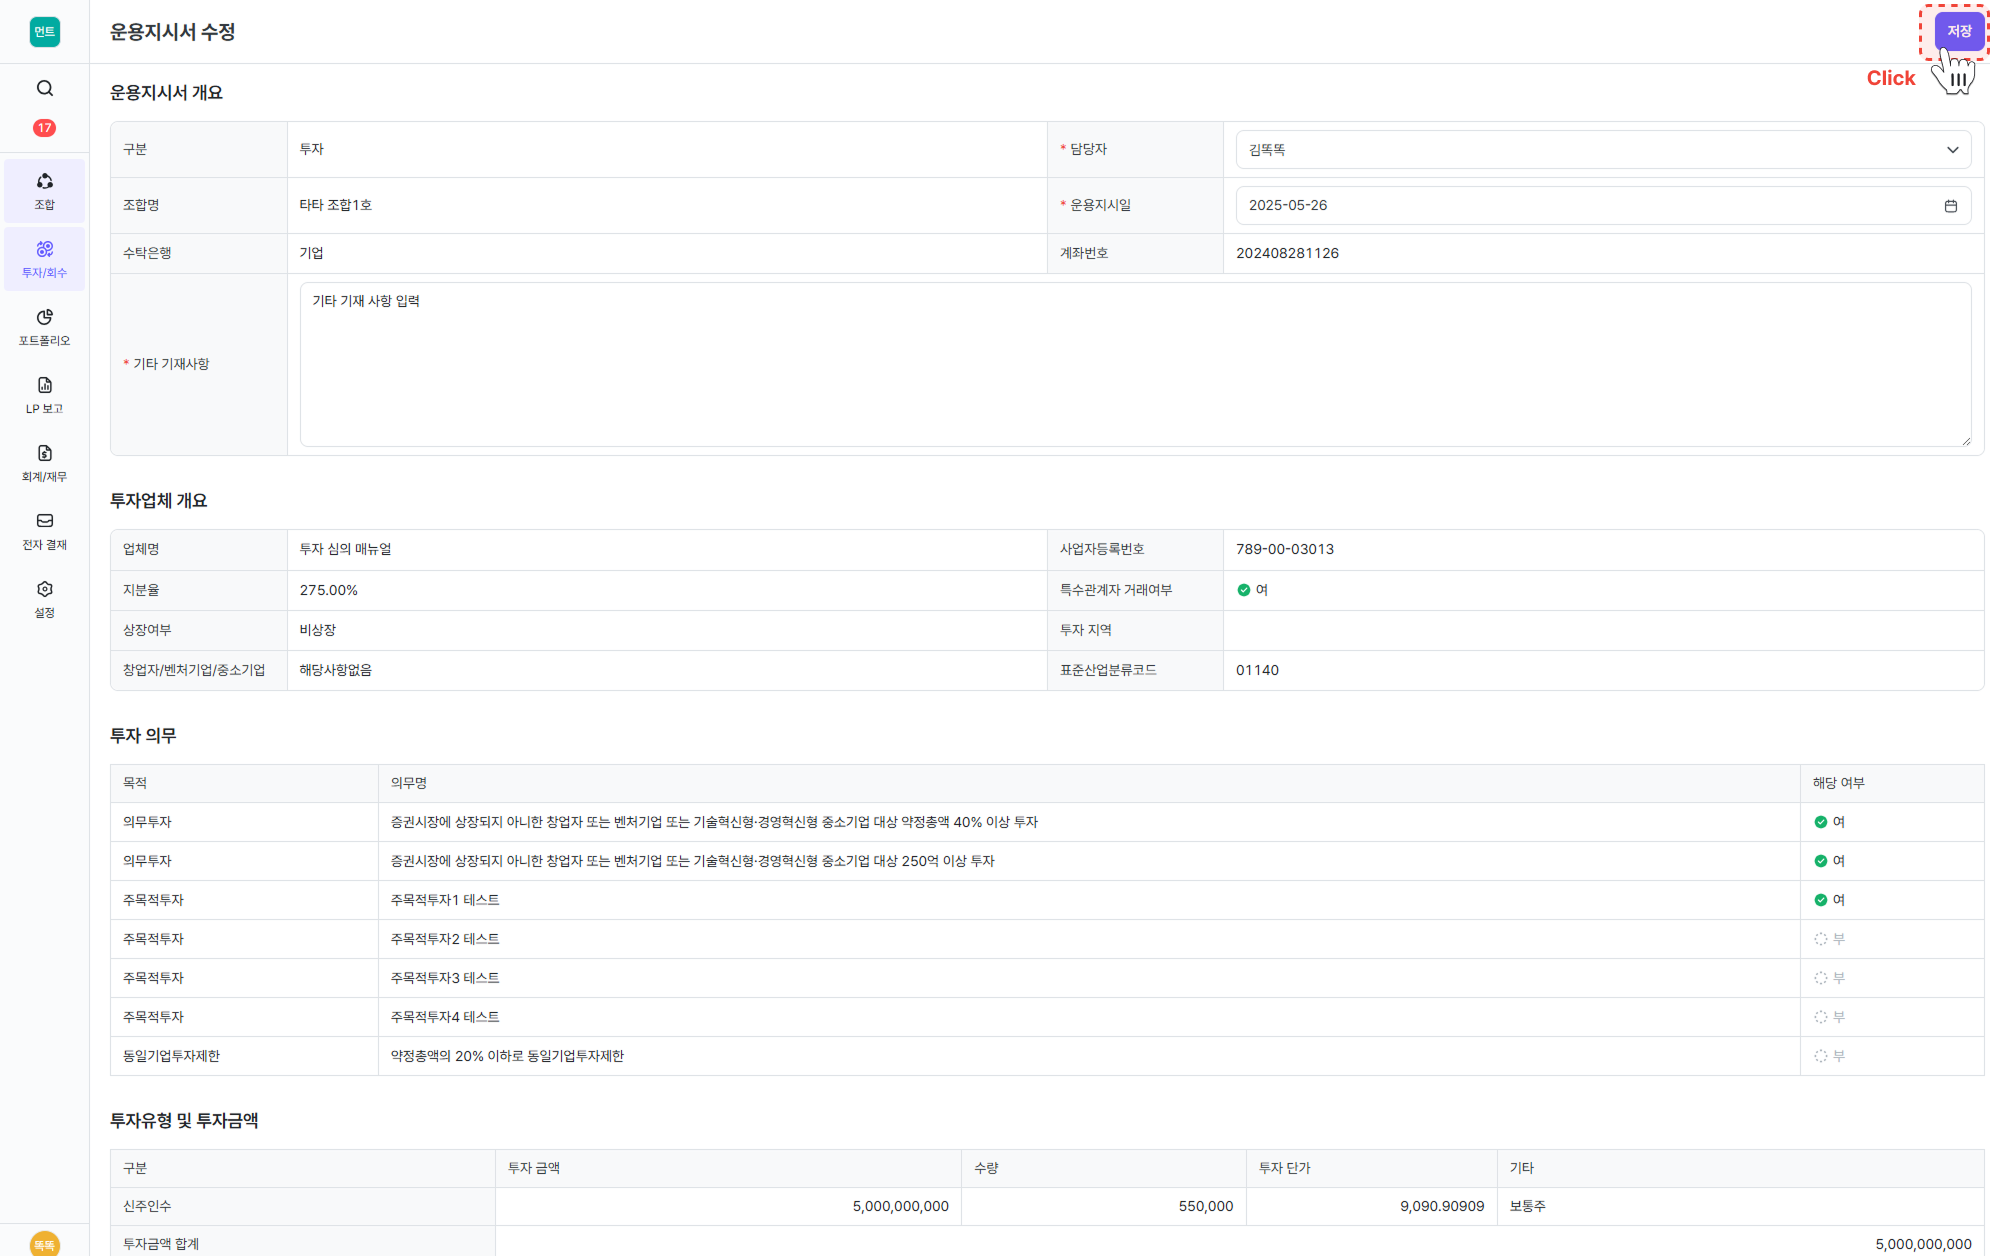 먼트
운용지시서 수정
저장
Click
17
조합
투자/회수
포트폴리오
LP 보고
회계/재무
전자 결재
설정
똑똑
운용지시서 개요
구분 투자 * 담당자 김똑똑
조합명 타타 조합1호 * 운용지시일 2025-05-26
수탁은행 기업 계좌번호 202408281126
* 기타 기재사항 기타 기재 사항 입력
투자업체 개요
업체명 투자 심의 매뉴얼 사업자등록번호 789-00-03013
지분율 275.00% 특수관계자 거래여부 여
상장여부 비상장 투자 지역
창업자/벤처기업/중소기업 해당사항없음 표준산업분류코드 01140
투자 의무
목적 의무명 해당 여부
의무투자 증권시장에 상장되지 아니한 창업자 또는 벤처기업 또는 기술혁신형·경영혁신형 중소기업 대상 약정총액 40% 이상 투자 여
의무투자 증권시장에 상장되지 아니한 창업자 또는 벤처기업 또는 기술혁신형·경영혁신형 중소기업 대상 250억 이상 투자 여
주목적투자 주목적투자1 테스트 여
주목적투자 주목적투자2 테스트 부
주목적투자 주목적투자3 테스트 부
주목적투자 주목적투자4 테스트 부
동일기업투자제한 약정총액의 20% 이하로 동일기업투자제한 부
투자유형 및 투자금액
구분 투자 금액 수량 투자 단가 기타
신주인수 5,000,000,000 550,000 9,090.90909 보통주
투자금액 합계 5,000,000,000